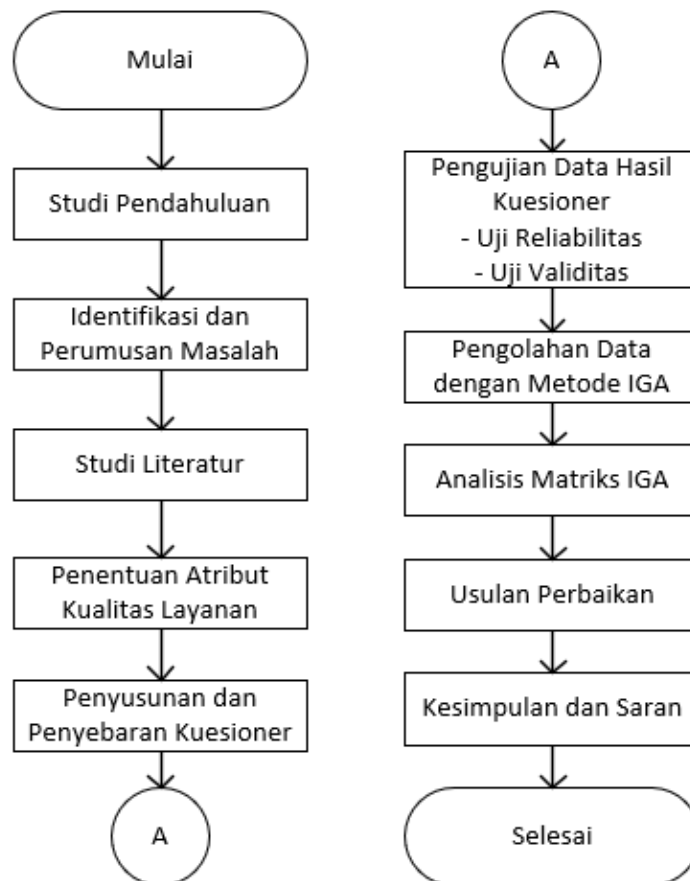 Mulai
Studi Pendahuluan
Identifikasi dan
Perumusan Masalah
Studi Literatur
Penentuan Atribut
Kualitas Layanan
Penyusunan dan
Penyebaran Kuesioner
A
A
Pengujian Data Hasil
Kuesioner
- Uji Reliabilitas
- Uji Validitas
Pengolahan Data
dengan Metode IGA
Analisis Matriks IGA
Usulan Perbaikan
Kesimpulan dan Saran
Selesai